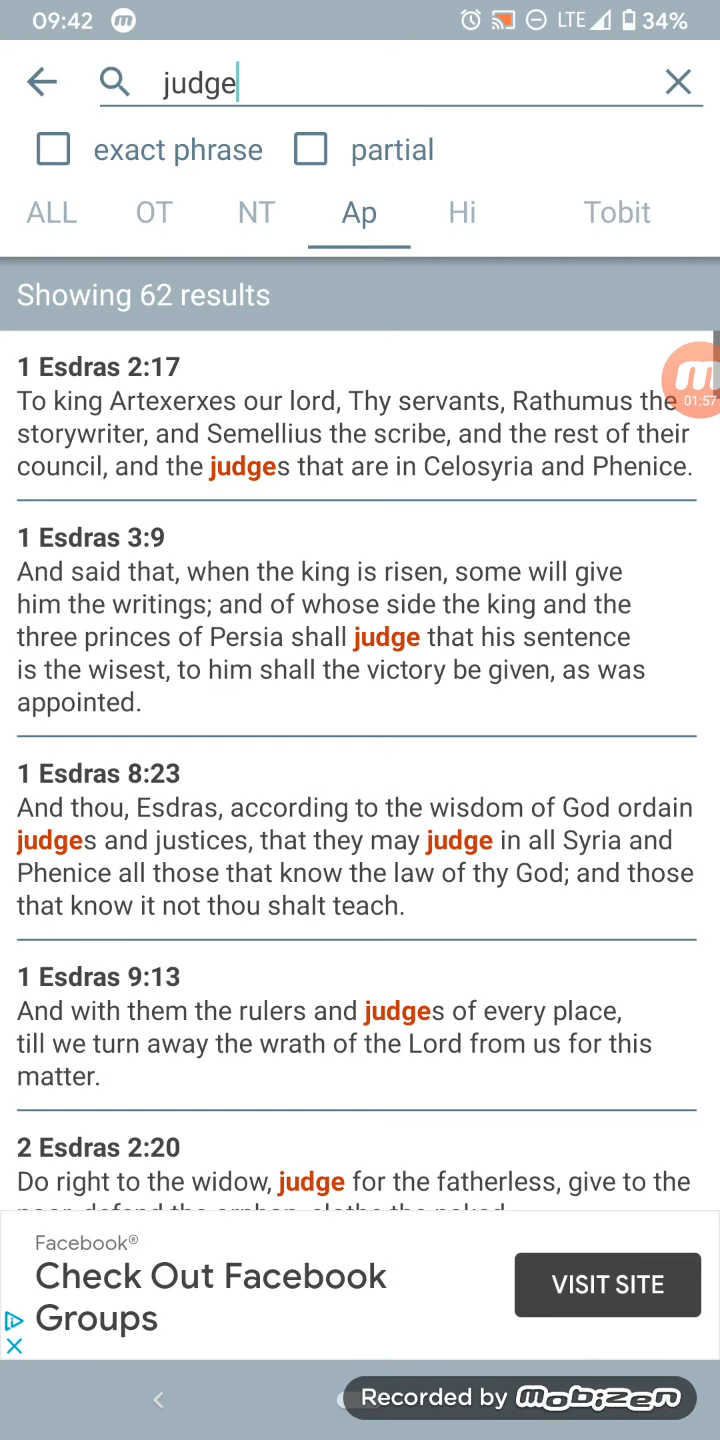 09:42 m LTE 34%
judge
exact phrase partial
ALL OT NT Ap Hi Tobit
Showing 62 results
1 Esdras 2:17
To king Artexerxes our lord, Thy servants, Rathumus the
storywriter, and Semellius the scribe, and the rest of their
council, and the judges that are in Celosyria and Phenice.
m
01:57
1 Esdras 3:9
And said that, when the king is risen, some will give
him the writings; and of whose side the king and the
three princes of Persia shall judge that his sentence
is the wisest, to him shall the victory be given, as was
appointed.
1 Esdras 8:23
And thou, Esdras, according to the wisdom of God ordain
judges and justices, that they may judge in all Syria and
Phenice all those that know the law of thy God; and those
that know it not thou shalt teach.
1 Esdras 9:13
And with them the rulers and judges of every place,
till we turn away the wrath of the Lord from us for this
matter.
2 Esdras 2:20
Do right to the widow, judge for the fatherless, give to the
poor, defend the orphan, clothe the naked,
Facebook®
Check Out Facebook
Groups
VISIT SITE
Recorded by mobizen